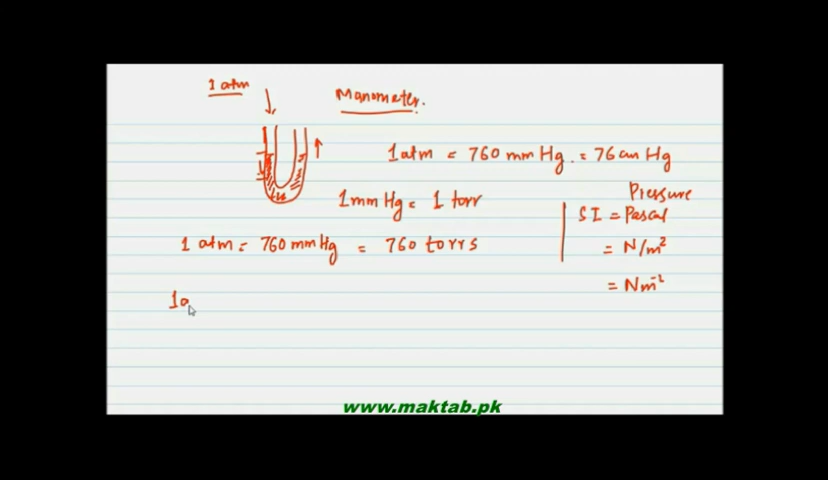 1 atm
Manometer.
1 atm = 760 mm Hg. = 76 cm Hg
1 mm Hg = 1 torr
Pressure
SI = Pascal
= N/m²
= Nm⁻²
1 atm = 760 mm Hg = 760 torrs
1a
www.maktab.pk